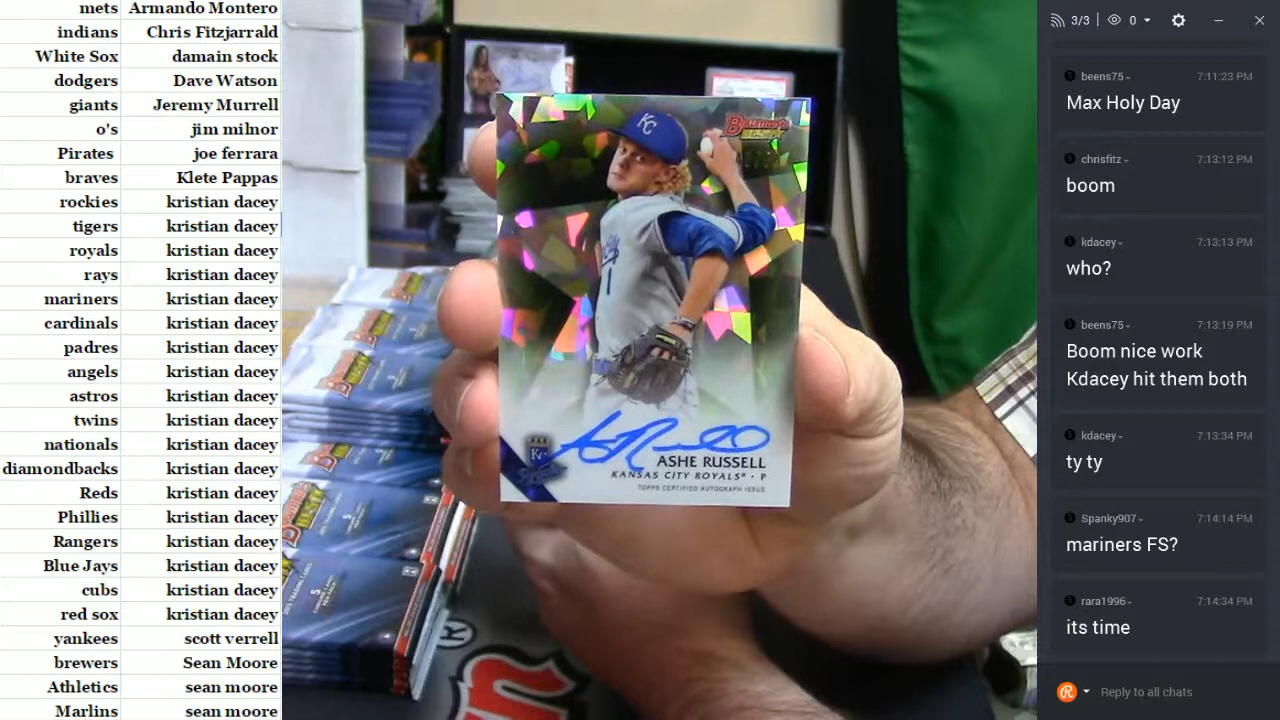 mets Armando Montero
indians Chris Fitzjarrald
White Sox damain stock
dodgers Dave Watson
giants Jeremy Murrell
o's jim milnor
Pirates joe ferrara
braves Klete Pappas
rockies kristian dacey
tigers kristian dacey
royals kristian dacey
rays kristian dacey
mariners kristian dacey
cardinals kristian dacey
padres kristian dacey
angels kristian dacey
astros kristian dacey
twins kristian dacey
nationals kristian dacey
diamondbacks kristian dacey
Reds kristian dacey
Phillies kristian dacey
Rangers kristian dacey
Blue Jays kristian dacey
cubs kristian dacey
red sox kristian dacey
yankees scott verrell
brewers Sean Moore
Athletics sean moore
Marlins sean moore
KC
Bowman's
BEST
1
KC
ASHE RUSSELL
KANSAS CITY ROYALS® • P
TOPPS CERTIFIED AUTOGRAPH ISSUE
5
5
®
3/3 0
beens75 7:11:23 PM
Max Holy Day
chrisfitz 7:13:12 PM
boom
kdacey 7:13:13 PM
who?
beens75 7:13:19 PM
Boom nice work
Kdacey hit them both
kdacey 7:13:34 PM
ty ty
Spanky907 7:14:14 PM
mariners FS?
rara1996 7:14:34 PM
its time
R Reply to all chats